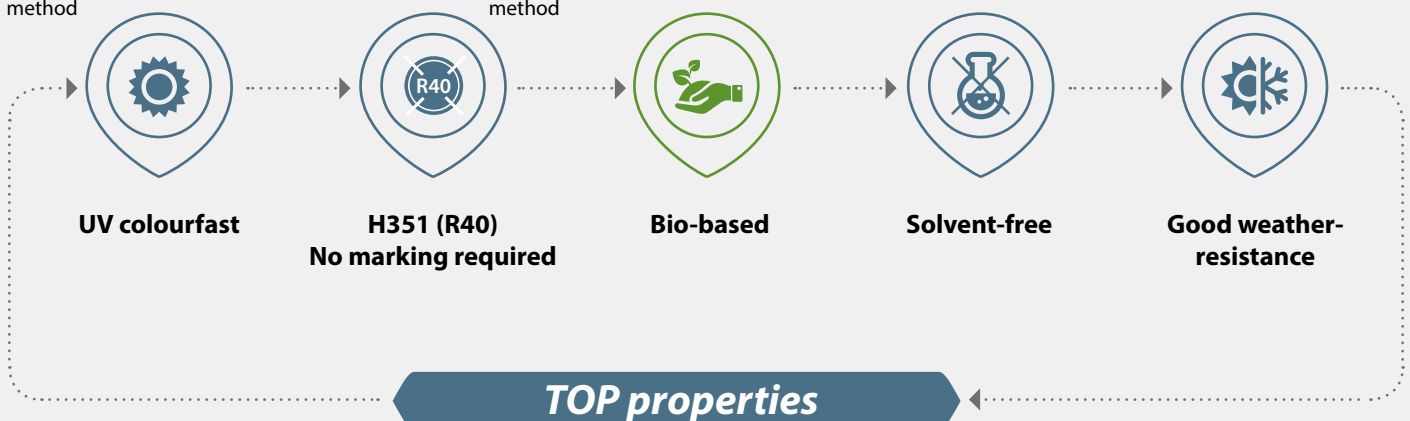 method
method
R40
UV colourfast
H351 (R40)
No marking required
Bio-based
Solvent-free
Good weather-
resistance
TOP properties